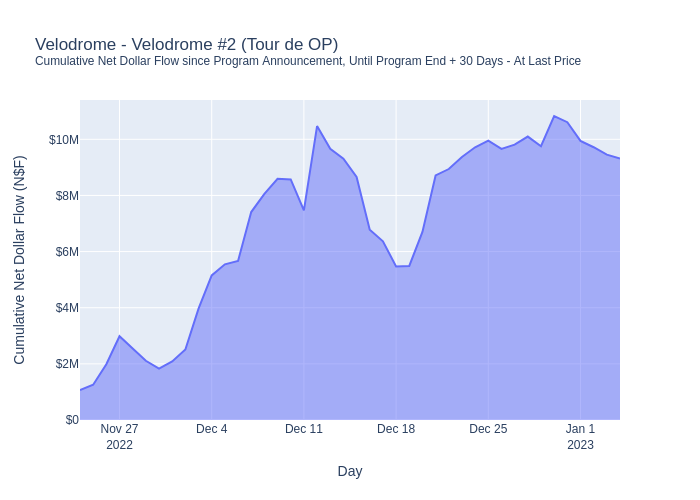 Velodrome - Velodrome #2 (Tour de OP)
Cumulative Net Dollar Flow since Program Announcement, Until Program End + 30 Days - At Last Price
Cumulative Net Dollar Flow (N$F)
$10M
$8M
$6M
$4M
$2M
$0
Nov 27 Dec 4 Dec 11 Dec 18 Dec 25 Jan 1
2022 2023
Day